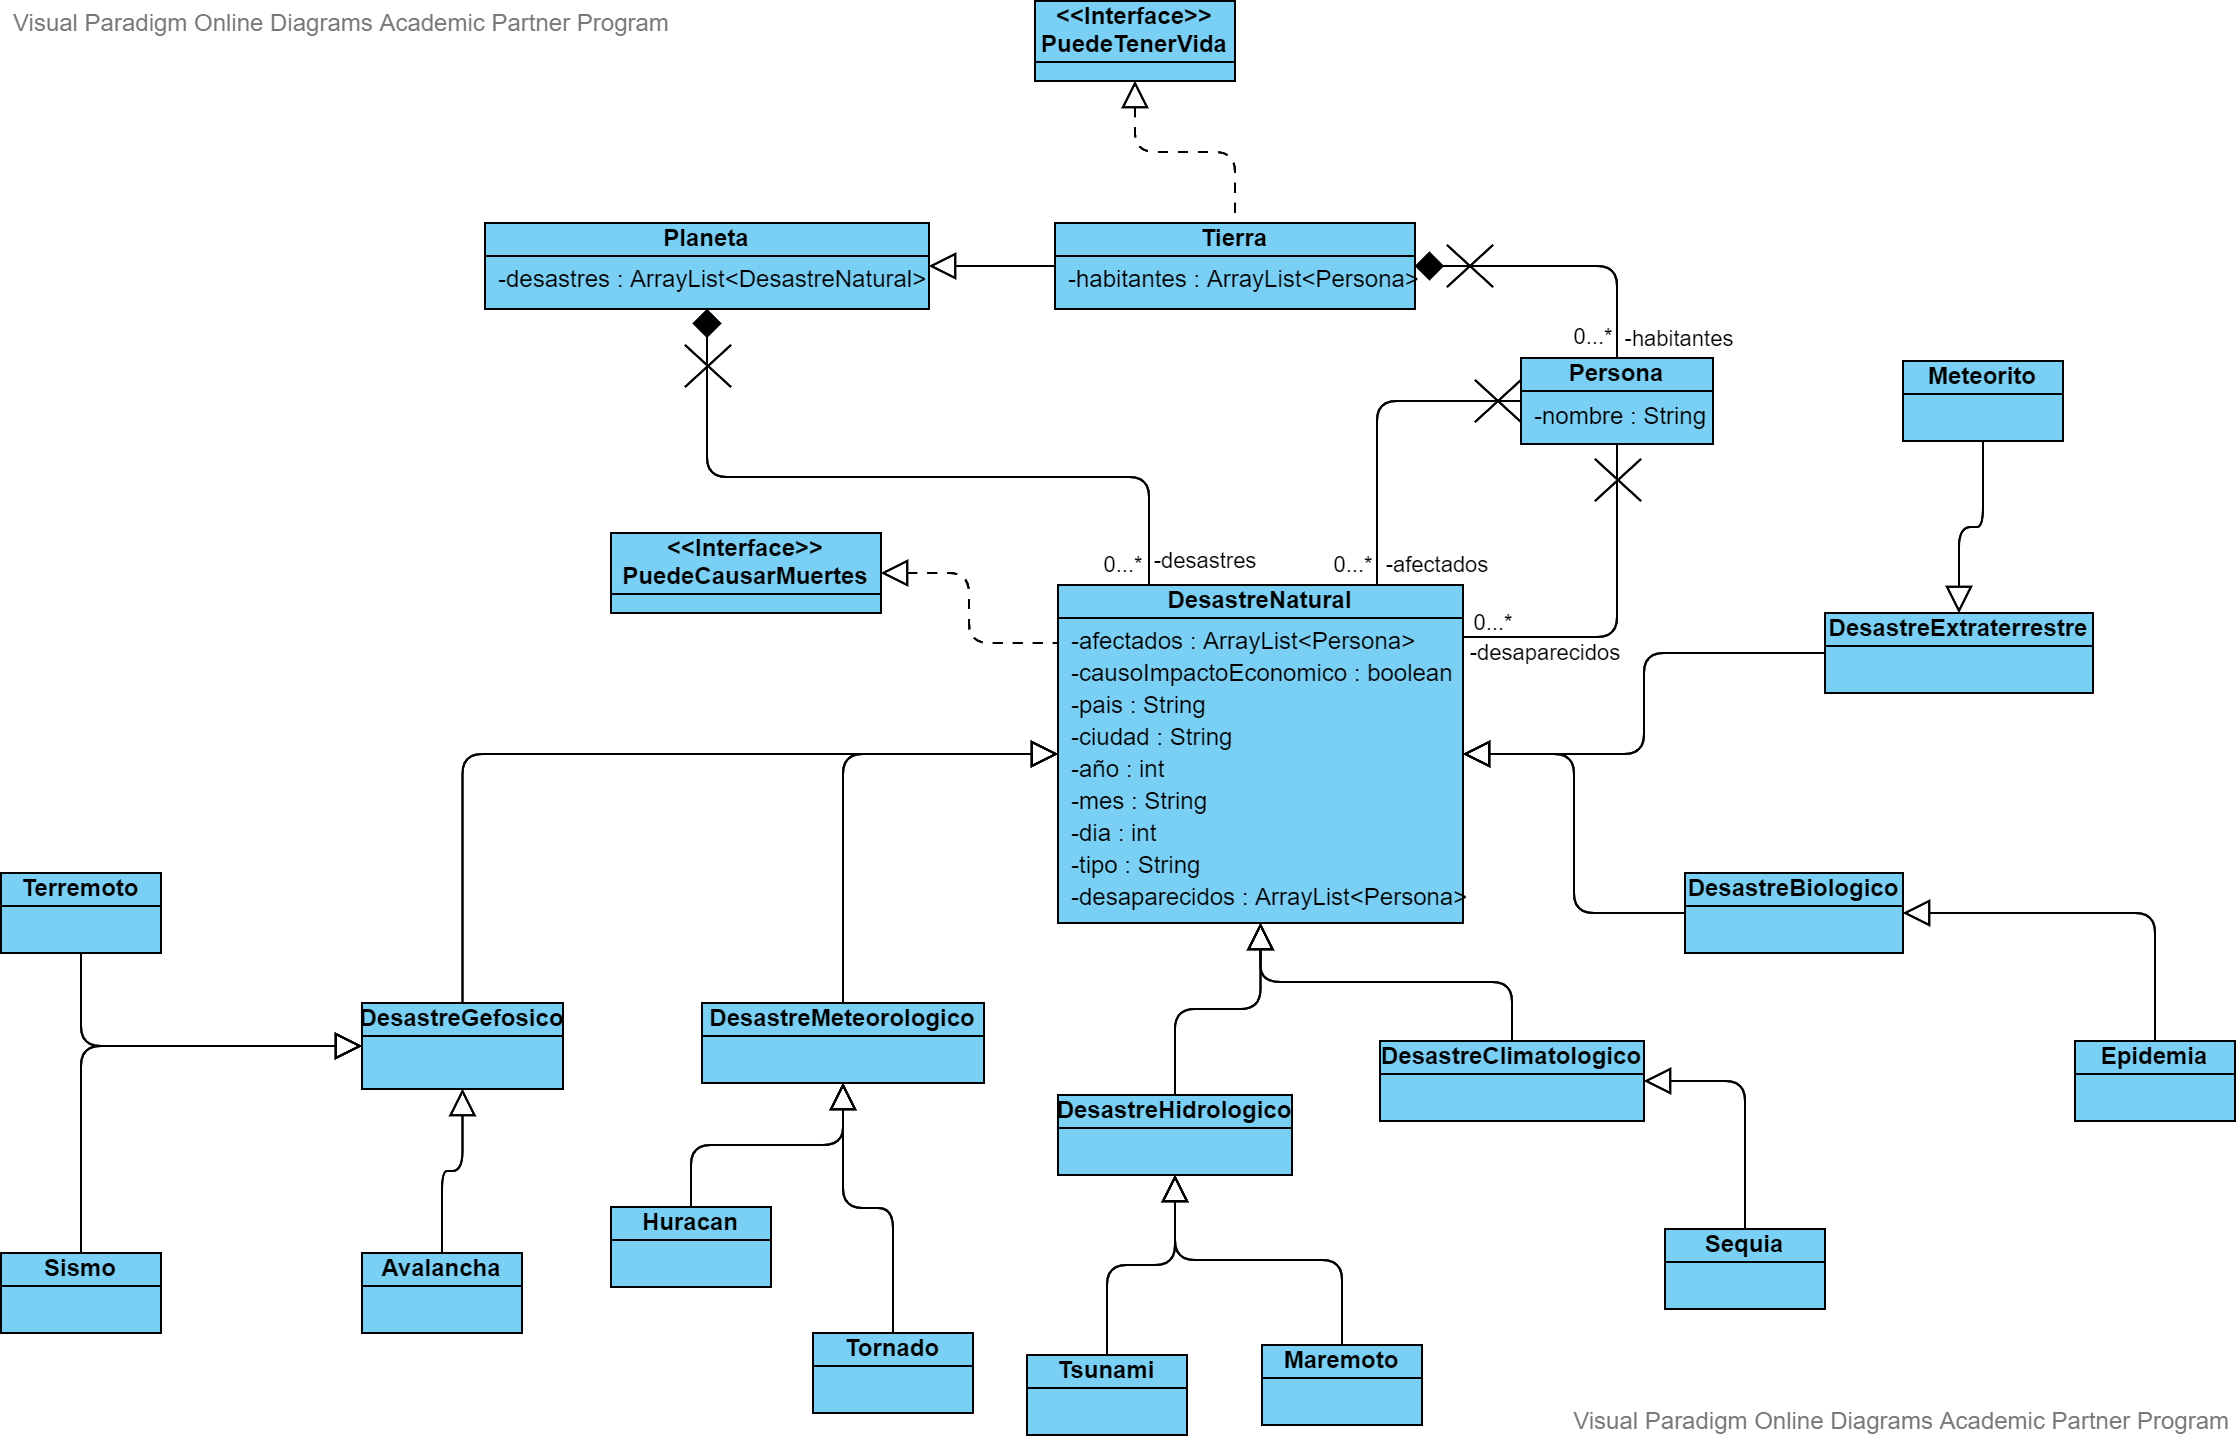 Visual Paradigm Online Diagrams Academic Partner Program
<<Interface>>
PuedeTenerVida
Planeta
-desastres : ArrayList<DesastreNatural>
Tierra
-habitantes : ArrayList<Persona>
0...*
-habitantes
Persona
-nombre : String
Meteorito
<<Interface>>
PuedeCausarMuertes
0...*
-desastres
0...*
-afectados
DesastreNatural
-afectados : ArrayList<Persona>
-causoImpactoEconomico : boolean
-pais : String
-ciudad : String
-año : int
-mes : String
-dia : int
-tipo : String
-desaparecidos : ArrayList<Persona>
0...*
-desaparecidos
DesastreExtraterrestre
Terremoto
DesastreBiologico
DesastreGefosico
DesastreMeteorologico
DesastreClimatologico
Epidemia
DesastreHidrologico
Huracan
Sequia
Sismo
Avalancha
Tornado
Tsunami
Maremoto
Visual Paradigm Online Diagrams Academic Partner Program